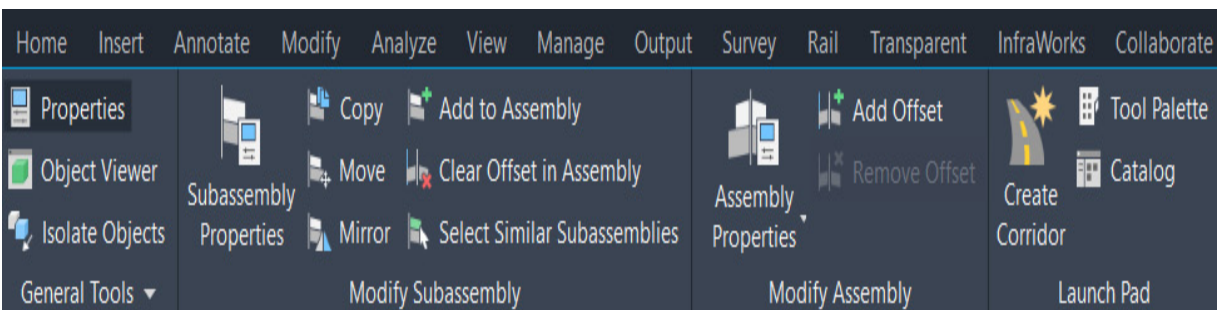 Home Insert Annotate Modify Analyze View Manage Output Survey Rail Transparent InfraWorks Collaborate
Properties
Object Viewer
Isolate Objects
General Tools
Subassembly
Properties
Copy
Move
Mirror
Add to Assembly
Clear Offset in Assembly
Select Similar Subassemblies
Modify Subassembly
Assembly
Properties
Add Offset
Remove Offset
Modify Assembly
Create
Corridor
Tool Palette
Catalog
Launch Pad